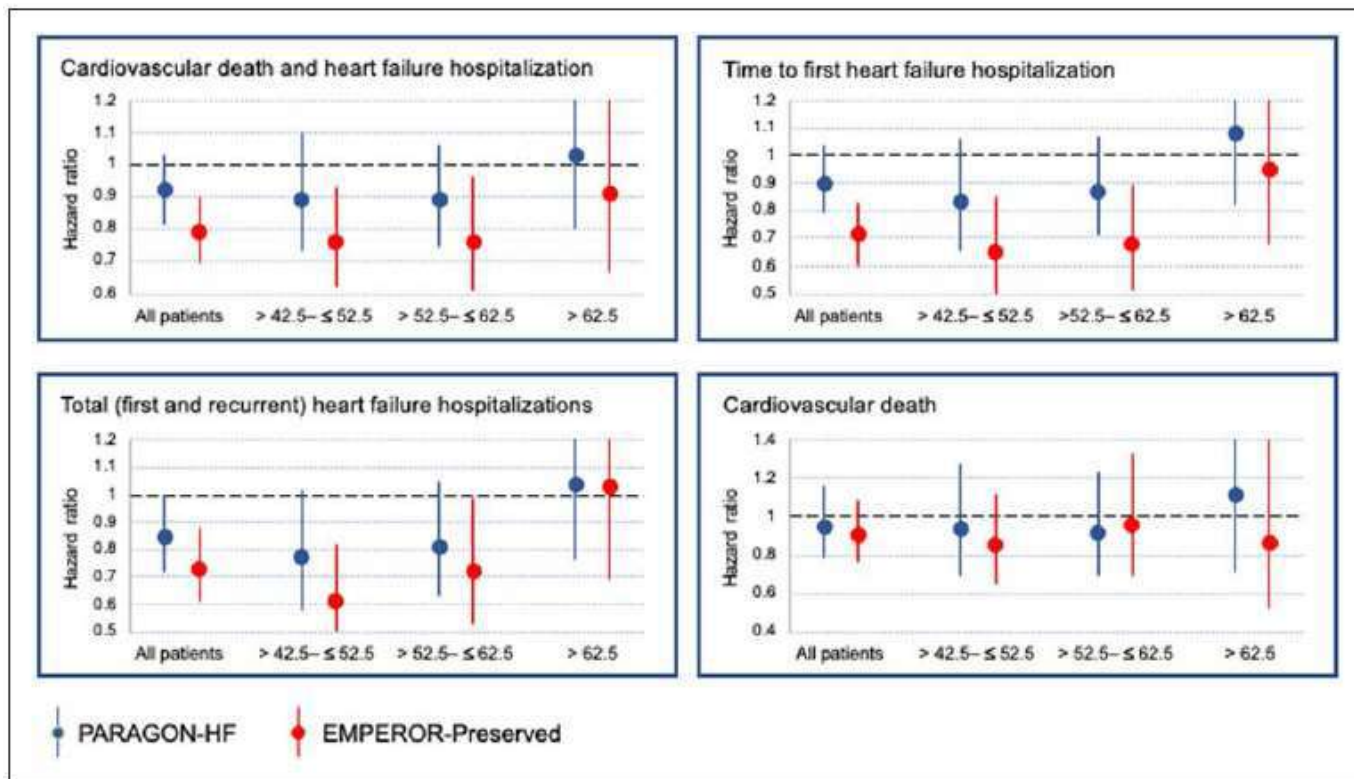 Cardiovascular death and heart failure hospitalization
Hazard ratio
1.2
1.1
1
0.9
0.8
0.7
0.6
All patients > 42.5– ≤ 52.5 > 52.5– ≤ 62.5 > 62.5
Time to first heart failure hospitalization
Hazard ratio
1.2
1.1
1
0.9
0.8
0.7
0.6
0.5
All patients > 42.5– ≤ 52.5 >52.5– ≤ 62.5 > 62.5
Total (first and recurrent) heart failure hospitalizations
Hazard ratio
1.2
1.1
1
0.9
0.8
0.7
0.6
0.5
All patients > 42.5– ≤ 52.5 > 52.5– ≤ 62.5 > 62.5
Cardiovascular death
Hazard ratio
1.4
1.2
1
0.8
0.6
0.4
All patients > 42.5– ≤ 52.5 > 52.5– ≤ 62.5 > 62.5
PARAGON-HF EMPEROR-Preserved